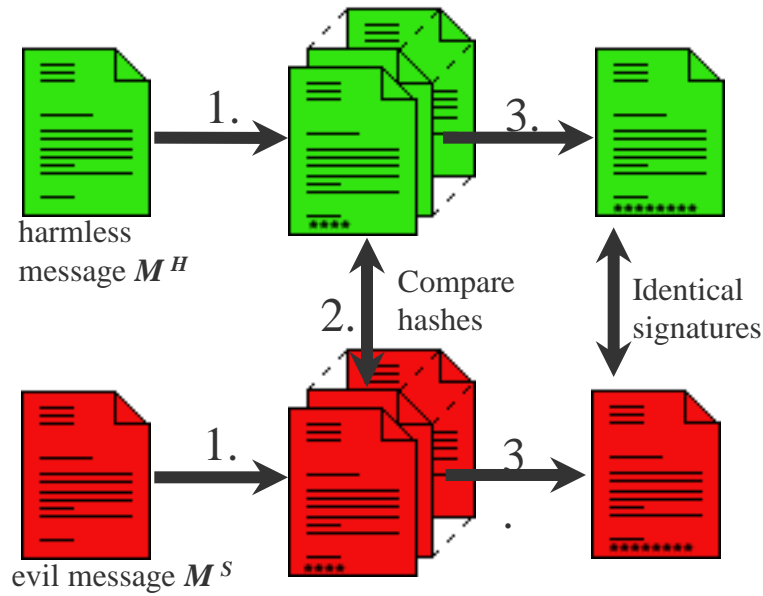 1.
3.
harmless
message M^H
Compare
hashes
2.
Identical
signatures
1.
3
.
evil message M^S